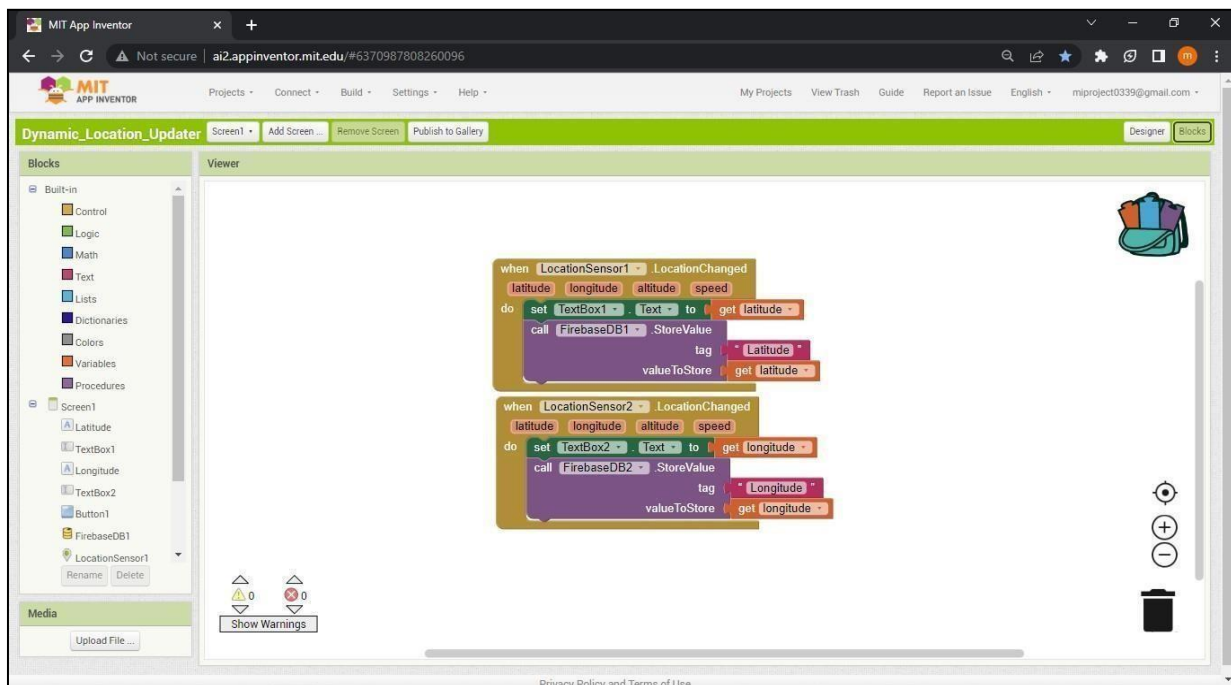 MIT App Inventor
Not secure ai2.appinventor.mit.edu/#6370987808260096
m
MIT
APP INVENTOR
Projects Connect Build Settings Help My Projects View Trash Guide Report an Issue English miproject0339@gmail.com
Dynamic_Location_Updater Screen1 Add Screen ... Remove Screen Publish to Gallery Designer Blocks
Blocks Viewer
Built-in
Control
Logic
Math
Text
Lists
Dictionaries
Colors
Variables
Procedures
Screen1
Latitude
TextBox1
Longitude
TextBox2
Button1
FirebaseDB1
LocationSensor1
Rename Delete
Media
Upload File ...
when LocationSensor1 .LocationChanged
latitude longitude altitude speed
do set TextBox1 . Text to get latitude
call FirebaseDB1 .StoreValue
tag " Latitude "
valueToStore get latitude
when LocationSensor2 .LocationChanged
latitude longitude altitude speed
do set TextBox2 . Text to get longitude
call FirebaseDB2 .StoreValue
tag " Longitude "
valueToStore get longitude
0 0
Show Warnings
Privacy Policy and Terms of Use